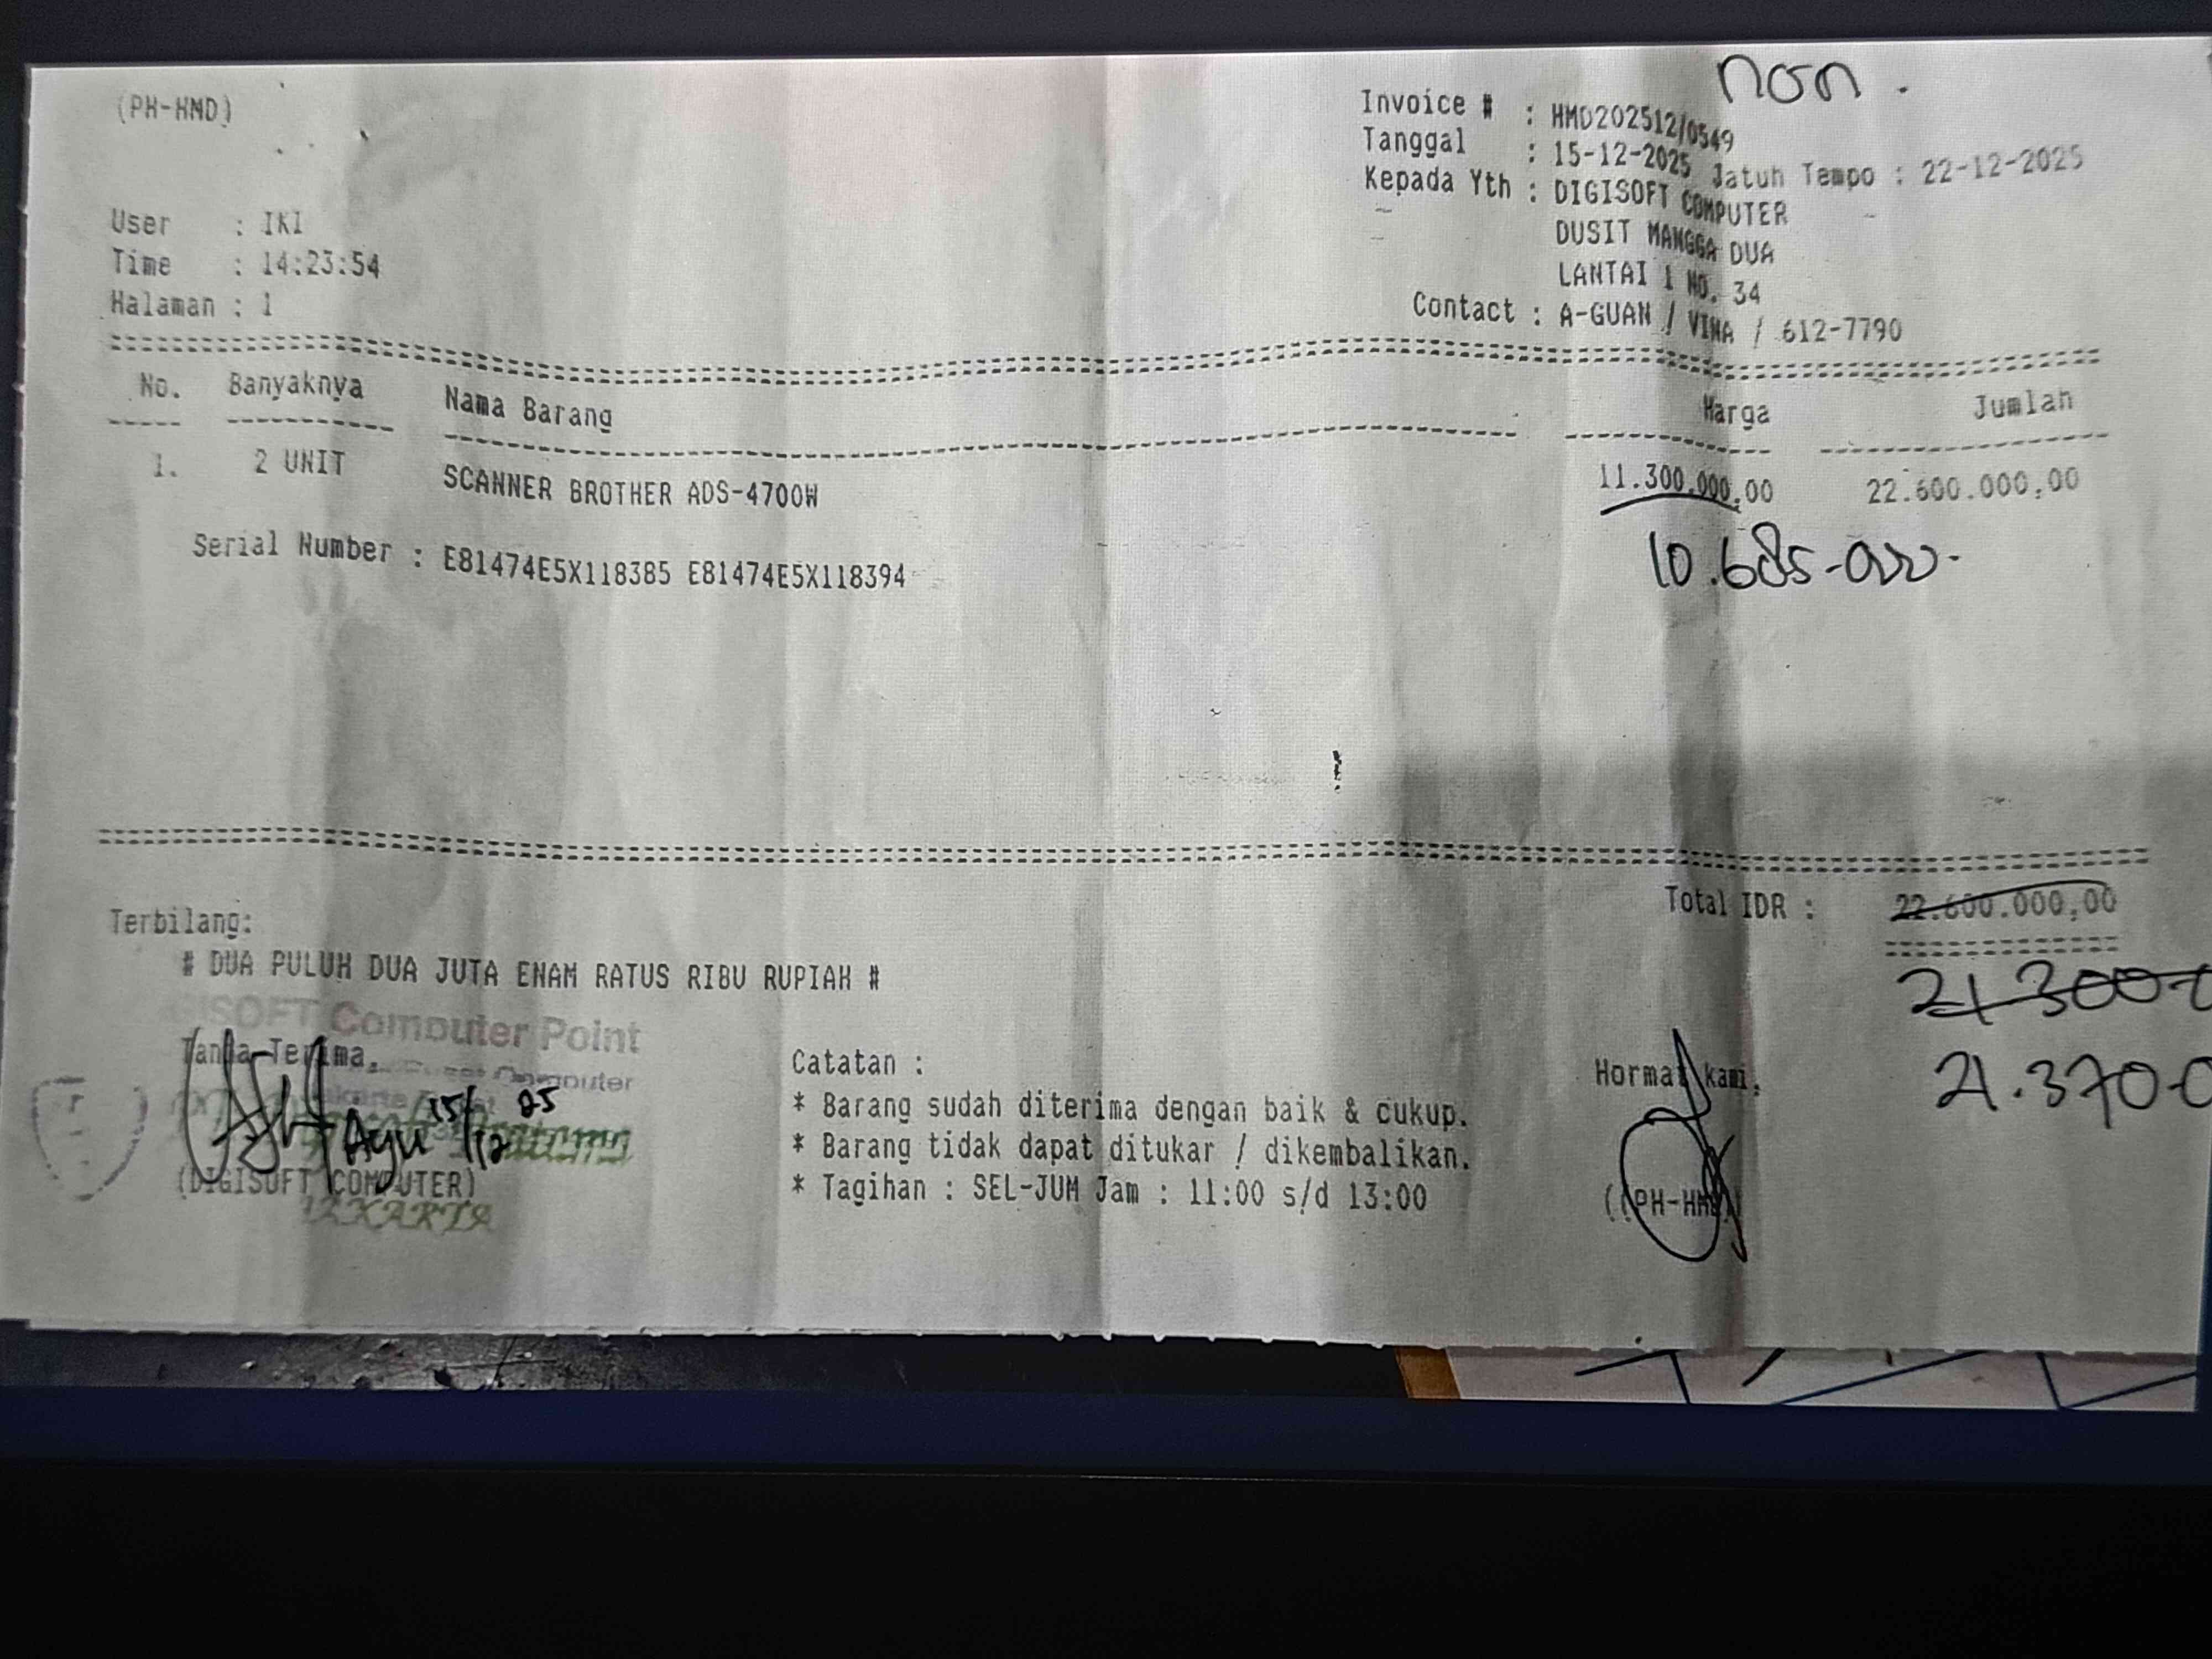 non.
(PH-HMD)
Invoice # : HMD202512/0549
Tanggal : 15-12-2025 Jatuh Tempo : 22-12-2025
Kepada Yth : DIGISOFT COMPUTER
DUSIT MANGGA DUA
LANTAI 1 NO. 34
Contact : A-GUAN / VINA / 612-7790
User : IKI
Time : 14:23:54
Halaman : 1
No. Banyaknya Nama Barang Harga Jumlah
1. 2 UNIT SCANNER BROTHER ADS-4700W 11.300.000,00 22.600.000,00
Serial Number : E81474E5X118385 E81474E5X118394
10.685.000-
Total IDR : 22.600.000,00
Terbilang:
# DUA PULUH DUA JUTA ENAM RATUS RIBU RUPIAH #
21.300-
21.370-
Computer Point
Computer
Tanda Terima,
Ayu 15/12 25
(DIGISOFT COMPUTER)
JAKARTA
Catatan :
* Barang sudah diterima dengan baik & cukup.
* Barang tidak dapat ditukar / dikembalikan.
* Tagihan : SEL-JUM Jam : 11:00 s/d 13:00
Hormat kami,
((PH-HMD))